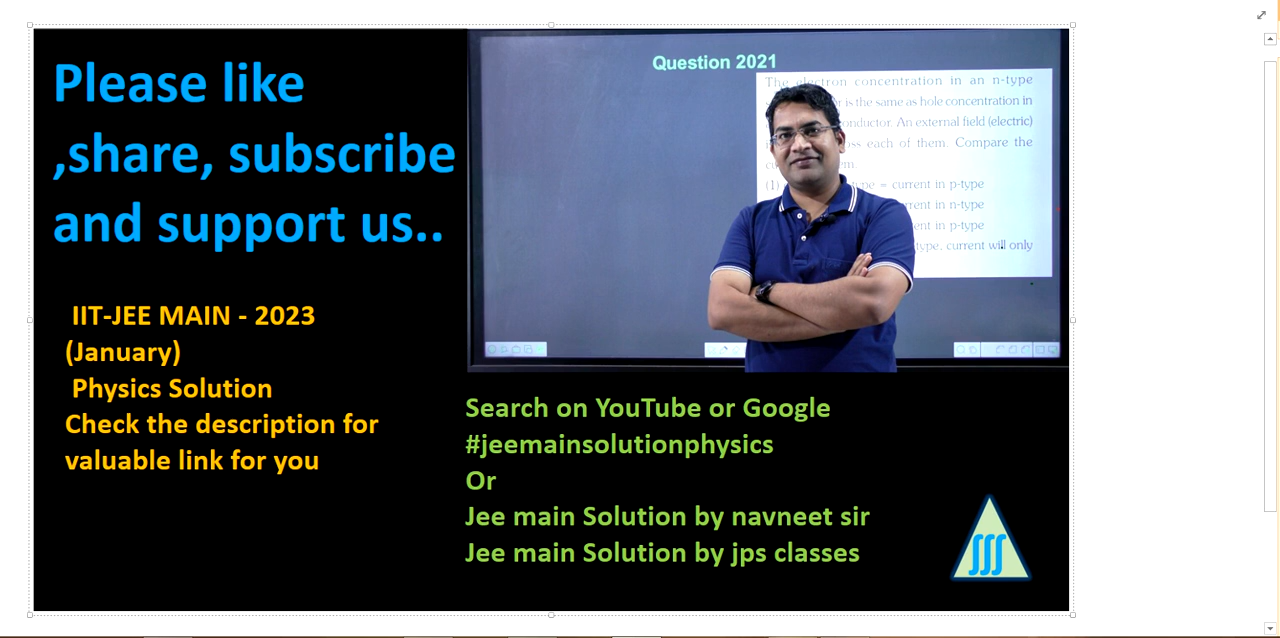 Please like
,share, subscribe
and support us..
IIT-JEE MAIN - 2023
(January)
Physics Solution
Check the description for
valuable link for you
Question 2021
The electron concentration in an n-type
is the same as hole concentration in
An external field (electric)
each of them. Compare the
(1) type = current in p-type
current in n-type
in p-type
type, current will only
Search on YouTube or Google
#jeemainsolutionphysics
Or
Jee main Solution by navneet sir
Jee main Solution by jps classes
∫∫∫